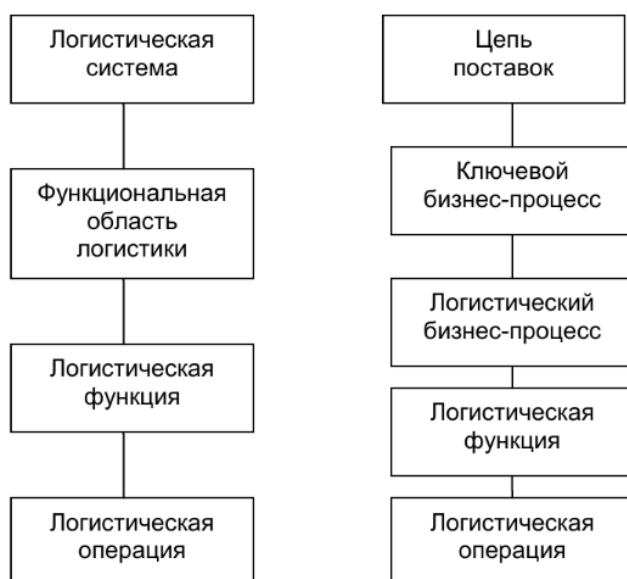 Логистическая
система
Функциональная
область
логистики
Логистическая
функция
Логистическая
операция
Цепь
поставок
Ключевой
бизнес-процесс
Логистический
бизнес-процесс
Логистическая
функция
Логистическая
операция